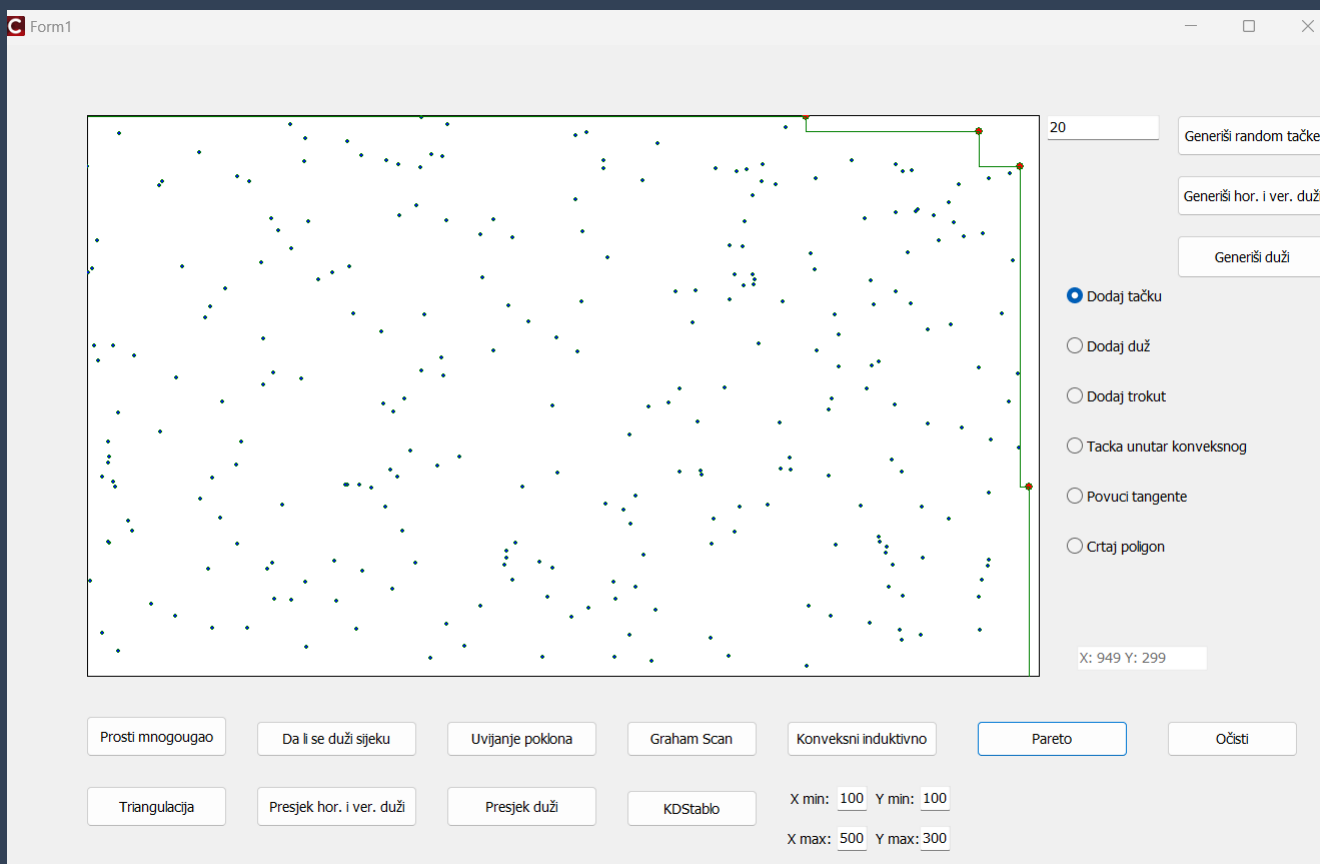 Form1
20
Generiši random tačke
Generiši hor. i ver. duži
Generiši duži
Dodaj tačku
Dodaj duž
Dodaj trokut
Tacka unutar konveksnog
Povuci tangente
Crtaj poligon
X: 949 Y: 299
Prosti mnogougao
Da li se duži sijeku
Uvijanje poklona
Graham Scan
Konveksni induktivno
Pareto
Očisti
Triangulacija
Presjek hor. i ver. duži
Presjek duži
KDStablo
X min: 100 Y min: 100
X max: 500 Y max: 300